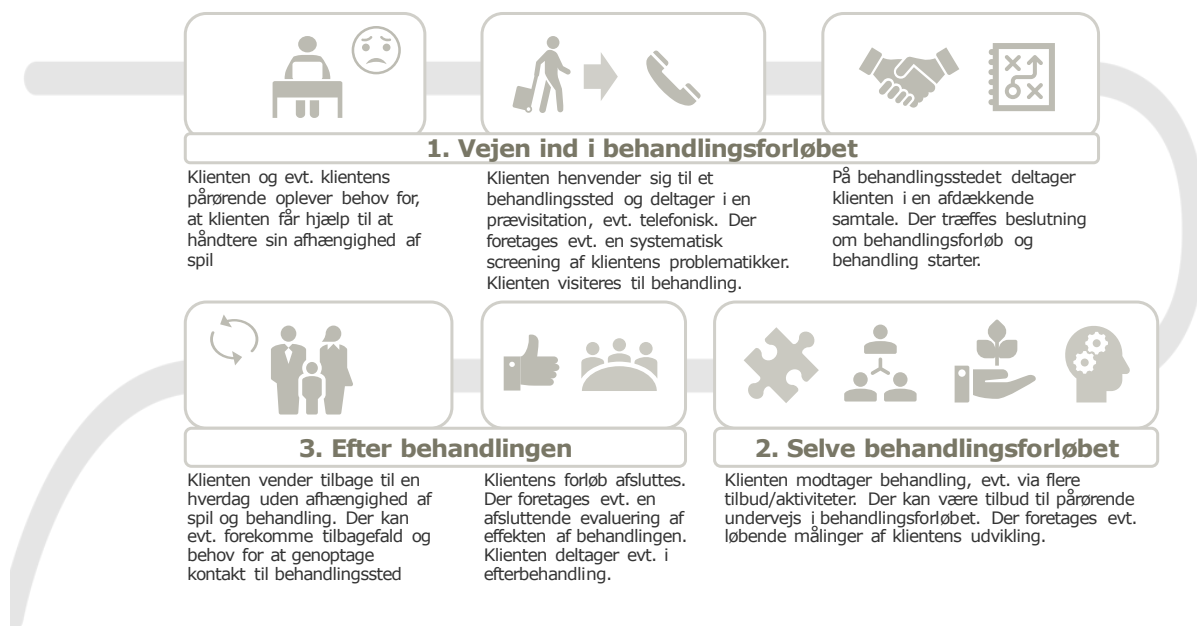 1. Vejen ind i behandlingsforløbet
Klienten og evt. klientens
pårørende oplever behov for,
at klienten får hjælp til at
håndtere sin afhængighed af
spil
Klienten henvender sig til et
behandlingssted og deltager i en
prævisitation, evt. telefonisk. Der
foretages evt. en systematisk
screening af klientens problematikker.
Klienten visiteres til behandling.
På behandlingsstedet deltager
klienten i en afdækkende
samtale. Der træffes beslutning
om behandlingsforløb og
behandling starter.
2. Selve behandlingsforløbet
Klienten modtager behandling, evt. via flere
tilbud/aktiviteter. Der kan være tilbud til pårørende
undervejs i behandlingsforløbet. Der foretages evt.
løbende målinger af klientens udvikling.
3. Efter behandlingen
Klientens forløb afsluttes.
Der foretages evt. en
afsluttende evaluering af
effekten af behandlingen.
Klienten deltager evt. i
efterbehandling.
Klienten vender tilbage til en
hverdag uden afhængighed af
spil og behandling. Der kan
evt. forekomme tilbagefald og
behov for at genoptage
kontakt til behandlingssted